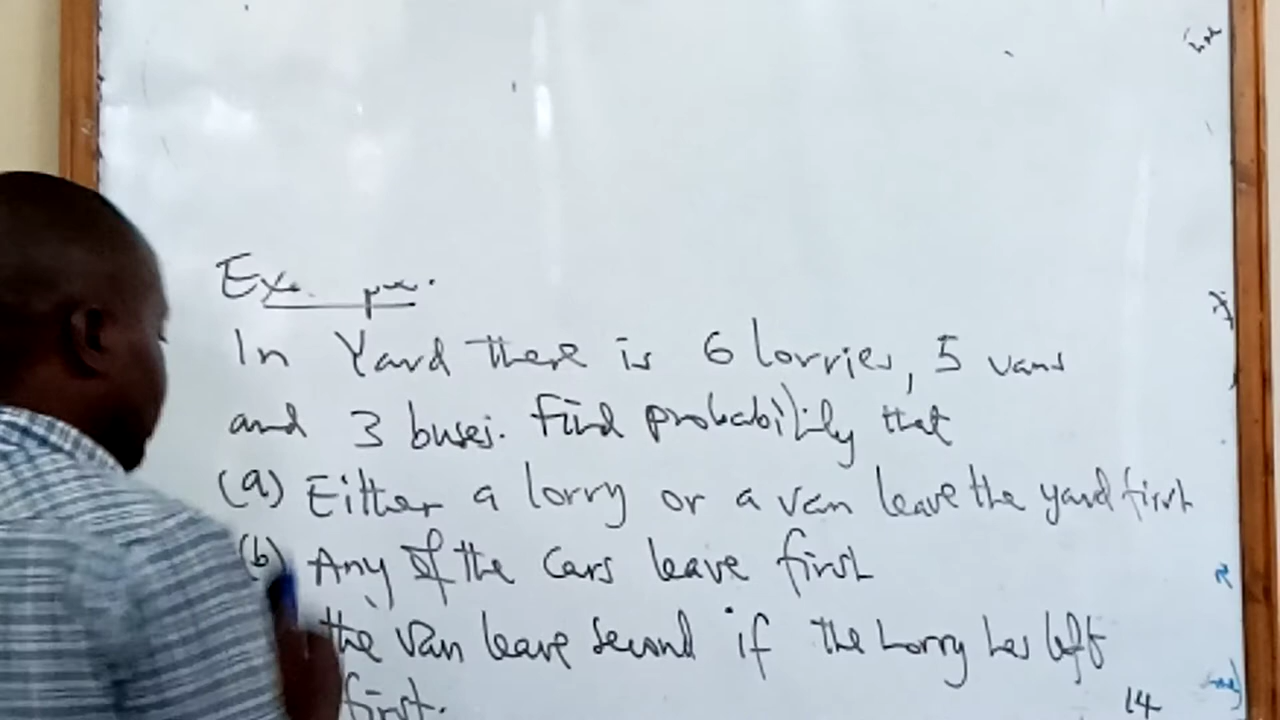 In Yard there is 6 lorries, 5 vans
and 3 buses. Find probability that
(a) Either a lorry or a van leave the yard first
(b) Any of the cars leave first
the van leave second if the Lorry has left
first.
14